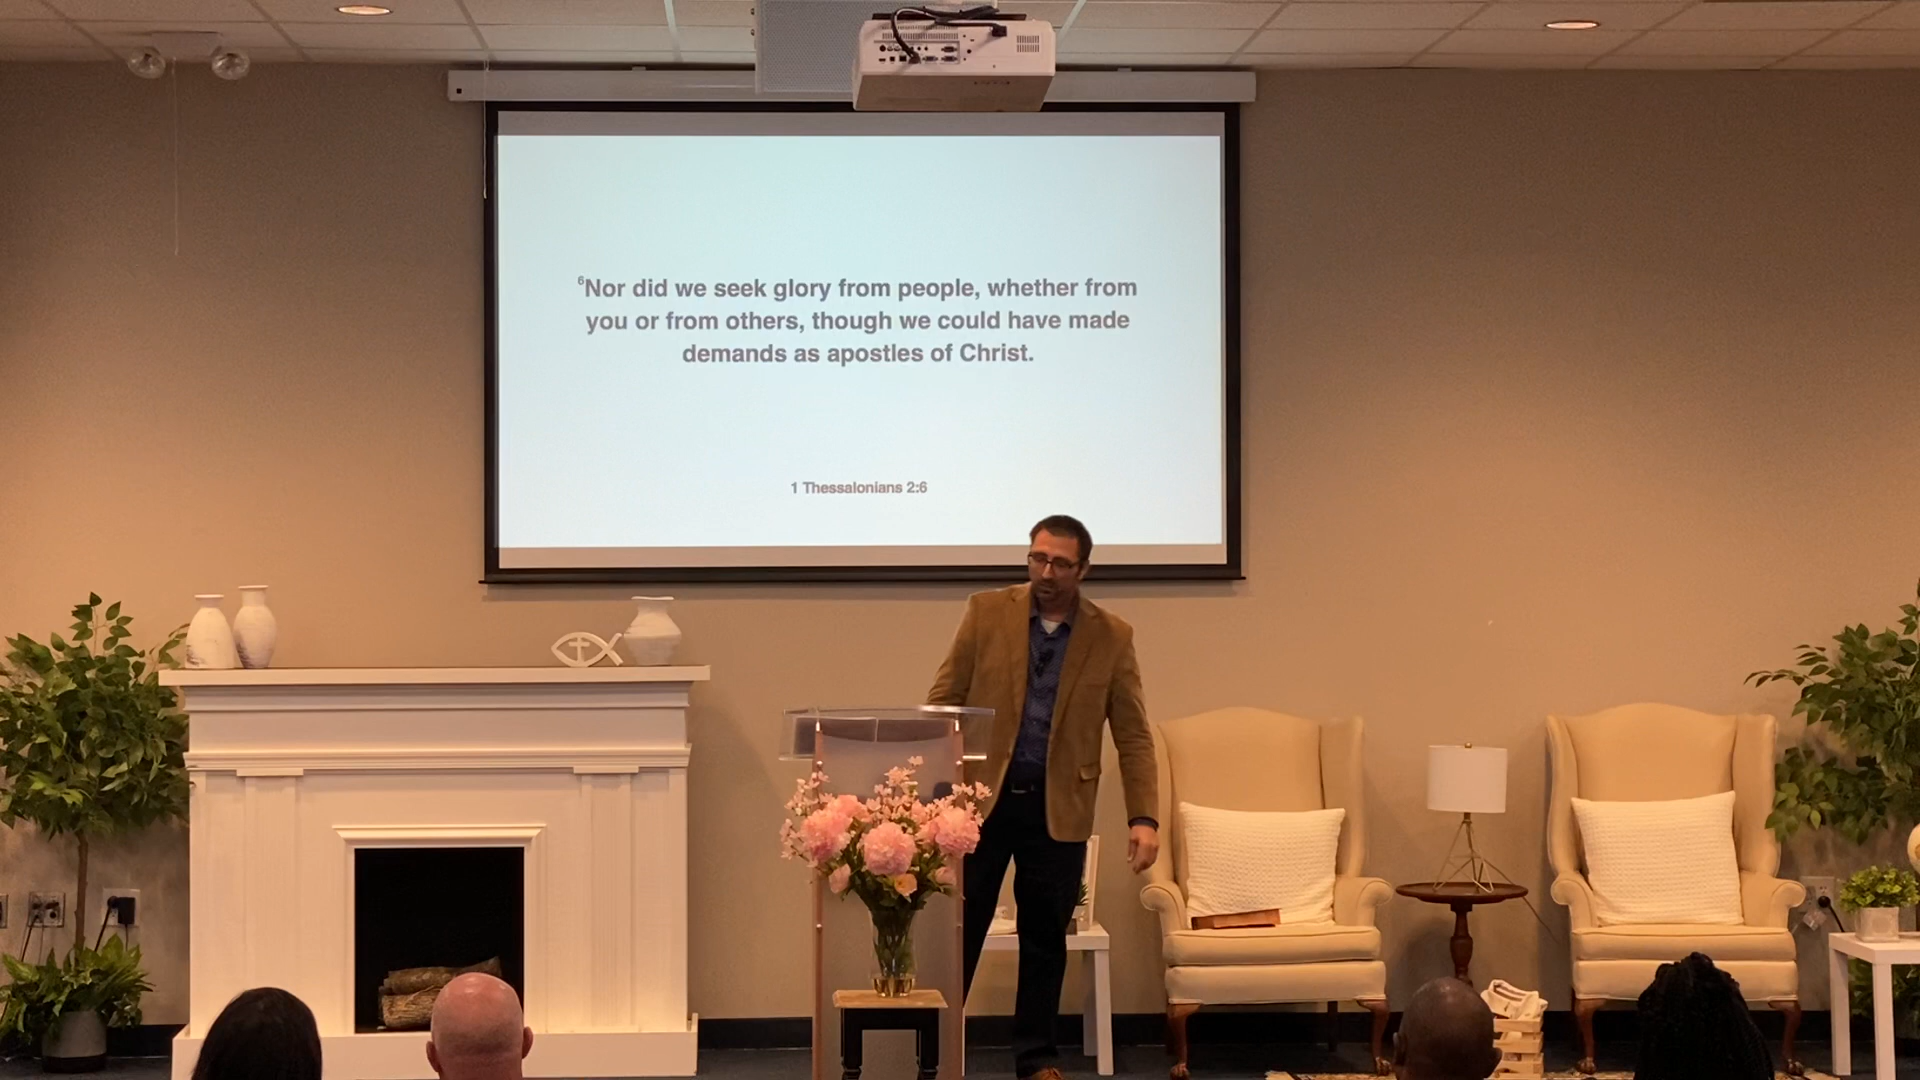 ⁶Nor did we seek glory from people, whether from
you or from others, though we could have made
demands as apostles of Christ.
1 Thessalonians 2:6